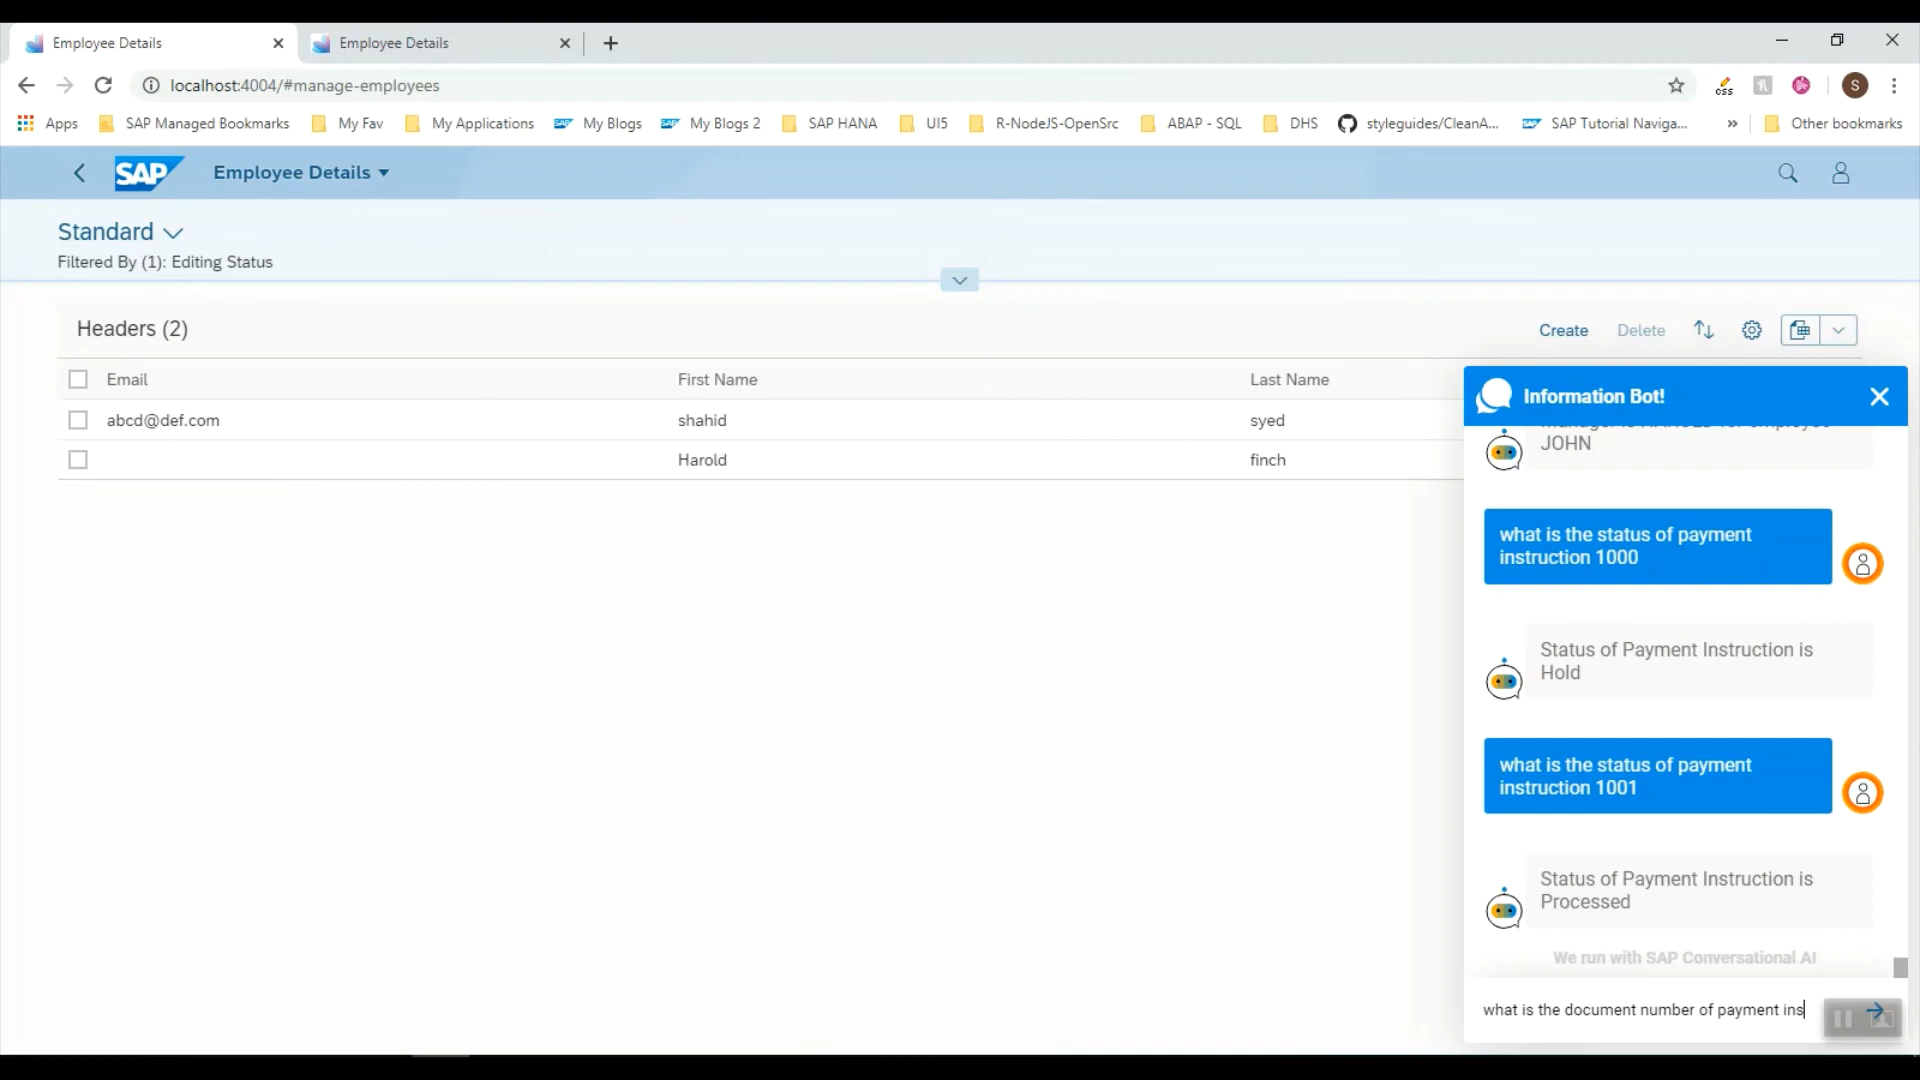 Employee Details
Employee Details
localhost:4004/#manage-employees
css
S
Apps
SAP Managed Bookmarks
My Fav
My Applications
My Blogs
My Blogs 2
SAP HANA
UI5
R-NodeJS-OpenSrc
ABAP - SQL
DHS
styleguides/CleanA...
SAP Tutorial Naviga...
»
Other bookmarks
SAP
Employee Details
Standard
Filtered By (1): Editing Status
Headers (2)
Create
Delete
Email
First Name
Last Name
abcd@def.com
shahid
syed
Harold
finch
Information Bot!
JOHN
what is the status of payment
instruction 1000
Status of Payment Instruction is
Hold
what is the status of payment
instruction 1001
Status of Payment Instruction is
Processed
We run with SAP Conversational AI
what is the document number of payment ins